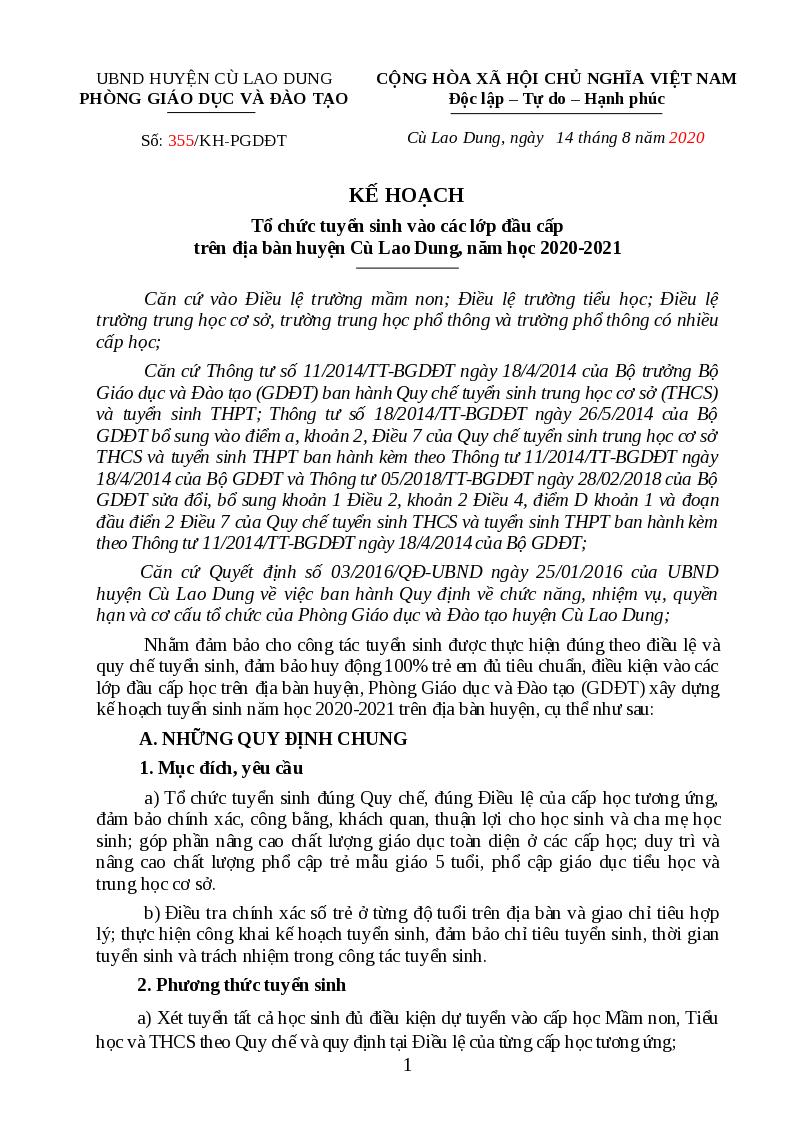 UBND HUYỆN CÙ LAO DUNG
PHÒNG GIÁO DỤC VÀ ĐÀO TẠO
Số: 355/KH-PGDĐT
CỘNG HÒA XÃ HỘI CHỦ NGHĨA VIỆT NAM
Độc lập – Tự do – Hạnh phúc
Cù Lao Dung, ngày 14 tháng 8 năm 2020
KẾ HOẠCH
Tổ chức tuyển sinh vào các lớp đầu cấp
trên địa bàn huyện Cù Lao Dung, năm học 2020-2021
Căn cứ vào Điều lệ trường mầm non; Điều lệ trường tiểu học; Điều lệ
trường trung học cơ sở, trường trung học phổ thông và trường phổ thông có nhiều
cấp học;
Căn cứ Thông tư số 11/2014/TT-BGDĐT ngày 18/4/2014 của Bộ trưởng Bộ
Giáo dục và Đào tạo (GDĐT) ban hành Quy chế tuyển sinh trung học cơ sở (THCS)
và tuyển sinh THPT; Thông tư số 18/2014/TT-BGDĐT ngày 26/5/2014 của Bộ
GDĐT bổ sung vào điểm a, khoản 2, Điều 7 của Quy chế tuyển sinh trung học cơ sở
THCS và tuyển sinh THPT ban hành kèm theo Thông tư 11/2014/TT-BGDĐT ngày
18/4/2014 của Bộ GDĐT và Thông tư 05/2018/TT-BGDĐT ngày 28/02/2018 của Bộ
GDĐT sửa đổi, bổ sung khoản 1 Điều 2, khoản 2 Điều 4, điểm D khoản 1 và đoạn
đầu điển 2 Điều 7 của Quy chế tuyển sinh THCS và tuyển sinh THPT ban hành kèm
theo Thông tư 11/2014/TT-BGDĐT ngày 18/4/2014 của Bộ GDĐT;
Căn cứ Quyết định số 03/2016/QĐ-UBND ngày 25/01/2016 của UBND
huyện Cù Lao Dung về việc ban hành Quy định về chức năng, nhiệm vụ, quyền
hạn và cơ cấu tổ chức của Phòng Giáo dục và Đào tạo huyện Cù Lao Dung;
Nhằm đảm bảo cho công tác tuyển sinh được thực hiện đúng theo điều lệ và
quy chế tuyển sinh, đảm bảo huy động 100% trẻ em đủ tiêu chuẩn, điều kiện vào các
lớp đầu cấp học trên địa bàn huyện, Phòng Giáo dục và Đào tạo (GDĐT) xây dựng
kế hoạch tuyển sinh năm học 2020-2021 trên địa bàn huyện, cụ thể như sau:
A. NHỮNG QUY ĐỊNH CHUNG
1. Mục đích, yêu cầu
a) Tổ chức tuyển sinh đúng Quy chế, đúng Điều lệ của cấp học tương ứng,
đảm bảo chính xác, công bằng, khách quan, thuận lợi cho học sinh và cha mẹ học
sinh; góp phần nâng cao chất lượng giáo dục toàn diện ở các cấp học; duy trì và
nâng cao chất lượng phổ cập trẻ mẫu giáo 5 tuổi, phổ cập giáo dục tiểu học và
trung học cơ sở.
b) Điều tra chính xác số trẻ ở từng độ tuổi trên địa bàn và giao chỉ tiêu hợp
lý; thực hiện công khai kế hoạch tuyển sinh, đảm bảo chỉ tiêu tuyển sinh, thời gian
tuyển sinh và trách nhiệm trong công tác tuyển sinh.
2. Phương thức tuyển sinh
a) Xét tuyển tất cả học sinh đủ điều kiện dự tuyển vào cấp học Mầm non, Tiểu
học và THCS theo Quy chế và quy định tại Điều lệ của từng cấp học tương ứng;
1